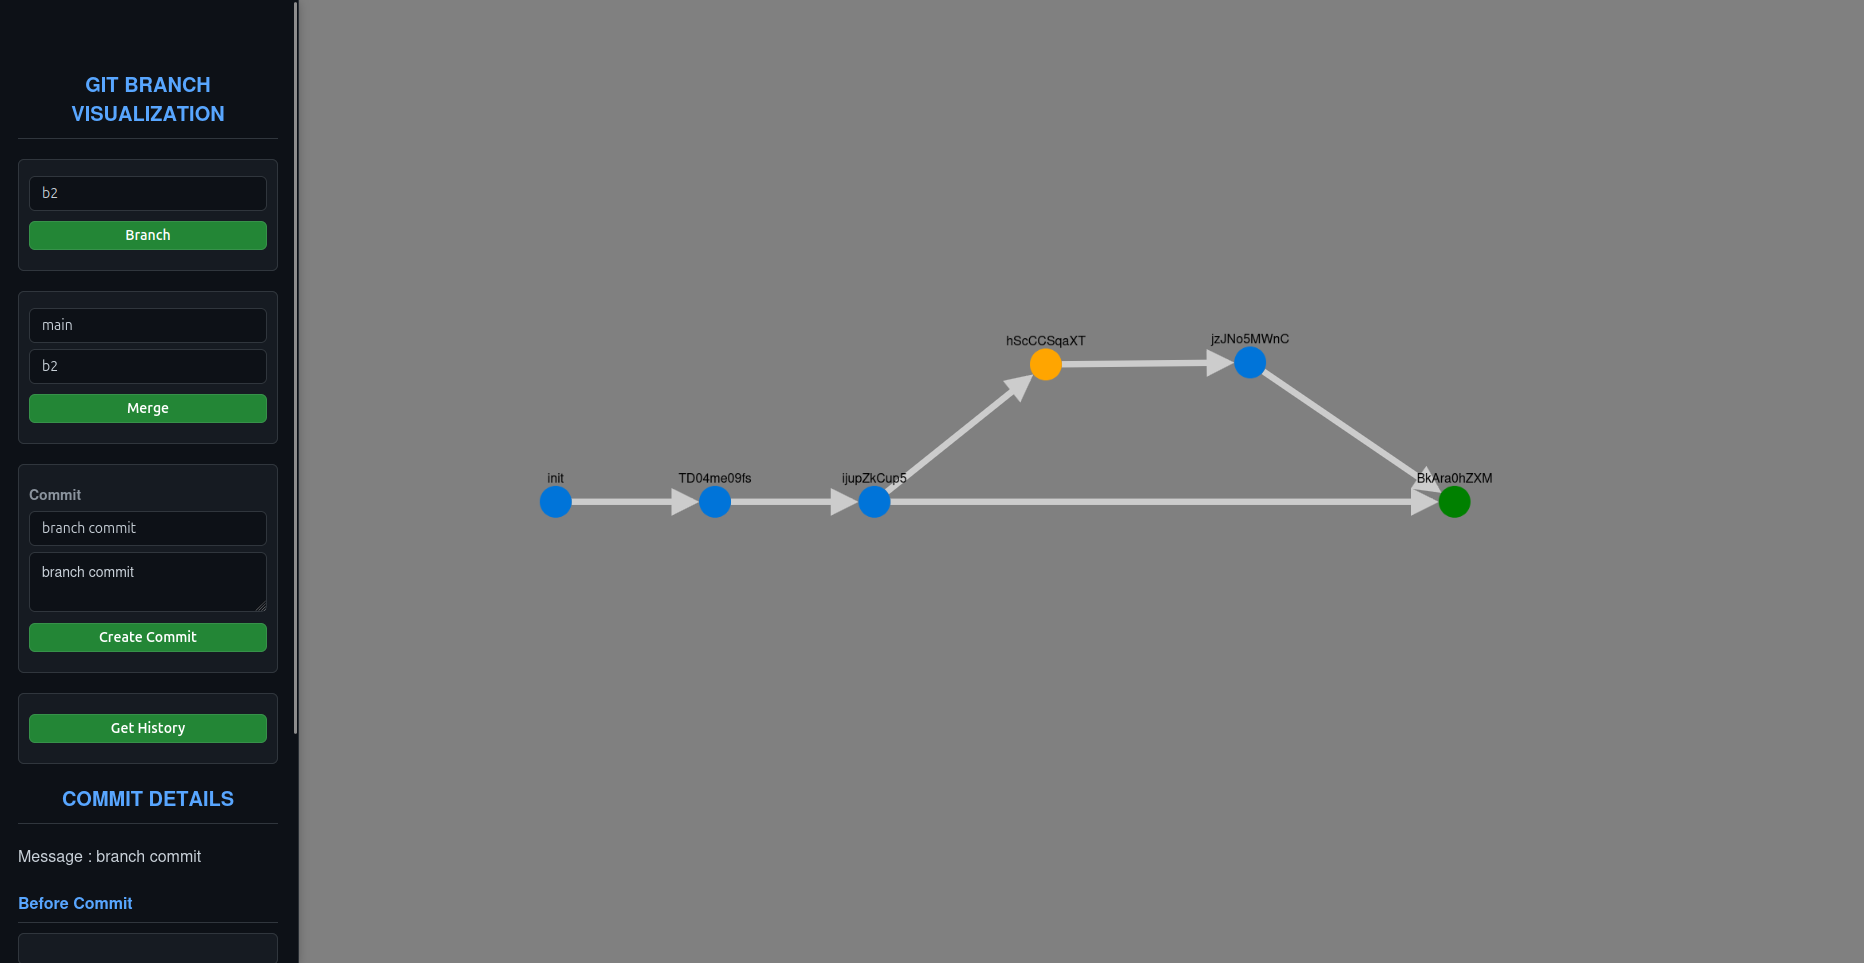 GIT BRANCH
VISUALIZATION
b2
Branch
main
b2
Merge
Commit
branch commit
branch commit
Create Commit
Get History
COMMIT DETAILS
Message : branch commit
Before Commit
hScCCSqaXT
jzJNo5MWnC
init
TD04me09fs
ijupZkCup5
BkAra0hZXM